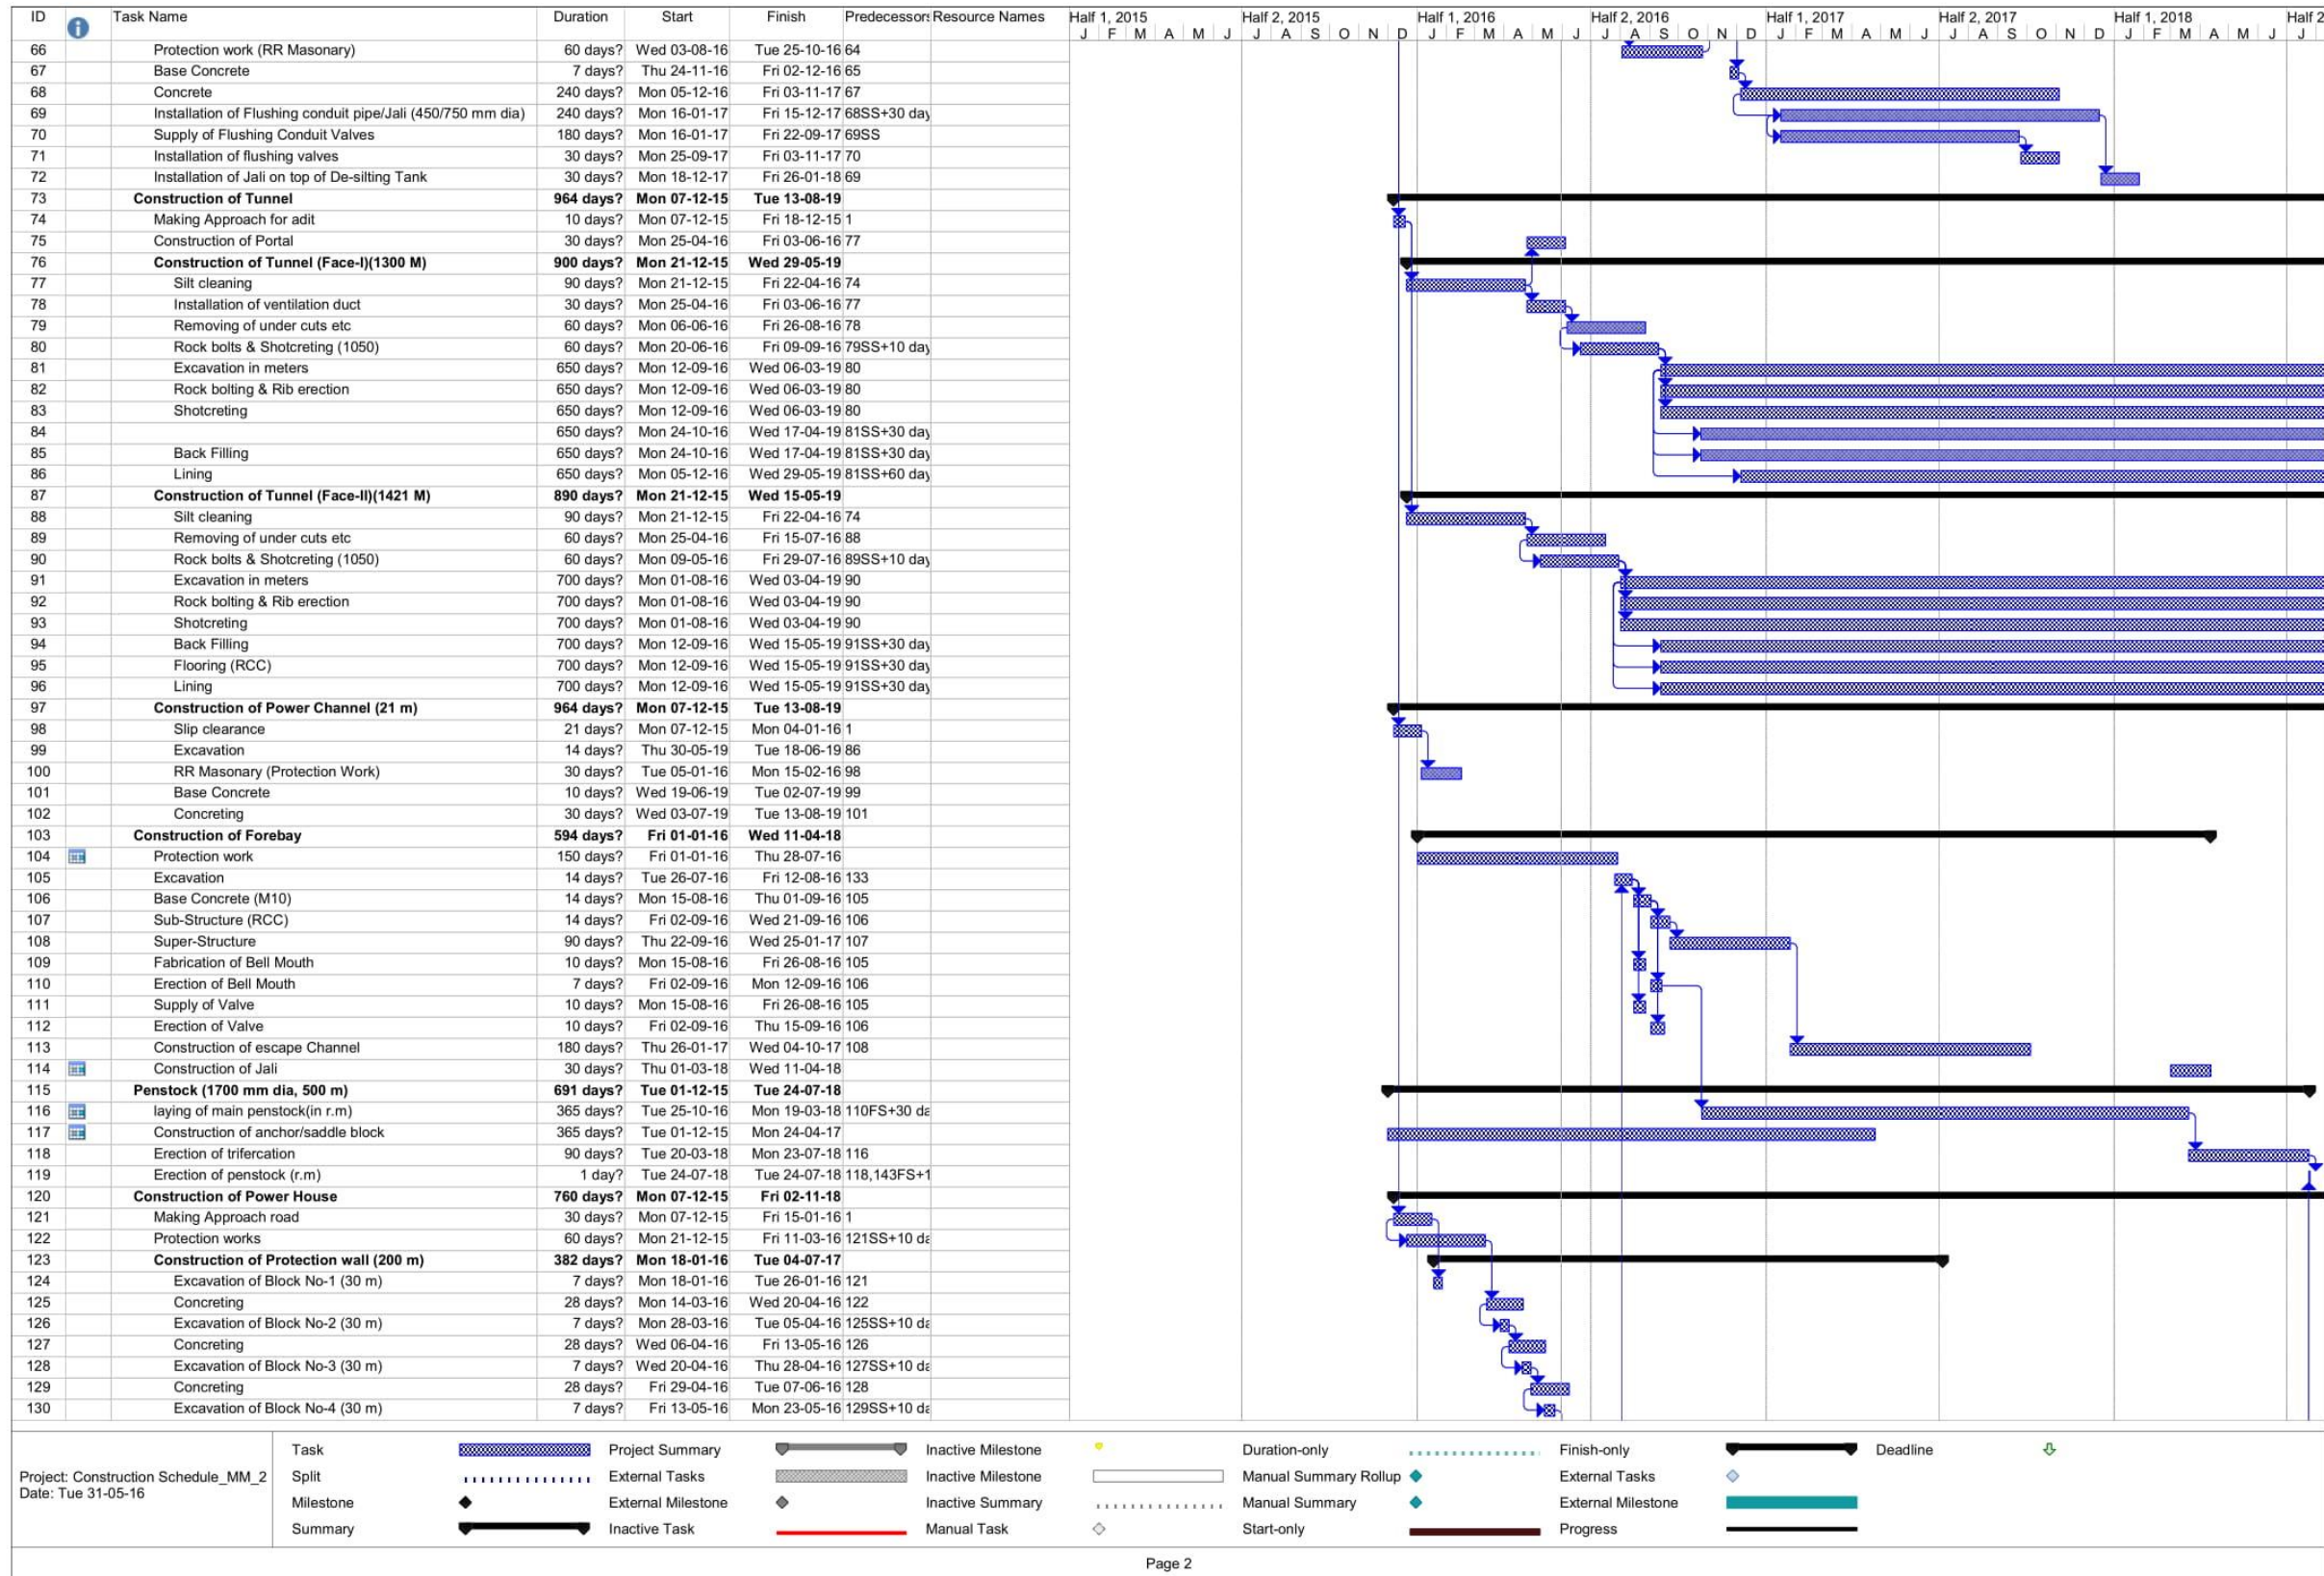 ID Task Name Duration Start Finish Predecessors Resource Names Half 1, 2015 Half 2, 2015 Half 1, 2016 Half 2, 2016 Half 1, 2017 Half 2, 2017 Half 1, 2018 Half 2
J F M A M J J A S O N D J F M A M J J A S O N D J F M A M J J A S O N D J F M A M J J
66 Protection work (RR Masonary) 60 days? Wed 03-08-16 Tue 25-10-16 64
67 Base Concrete 7 days? Thu 24-11-16 Fri 02-12-16 65
68 Concrete 240 days? Mon 05-12-16 Fri 03-11-17 67
69 Installation of Flushing conduit pipe/Jali (450/750 mm dia) 240 days? Mon 16-01-17 Fri 15-12-17 68SS+30 day
70 Supply of Flushing Conduit Valves 180 days? Mon 16-01-17 Fri 22-09-17 69SS
71 Installation of flushing valves 30 days? Mon 25-09-17 Fri 03-11-17 70
72 Installation of Jali on top of De-silting Tank 30 days? Mon 18-12-17 Fri 26-01-18 69
73 Construction of Tunnel 964 days? Mon 07-12-15 Tue 13-08-19
74 Making Approach for adit 10 days? Mon 07-12-15 Fri 18-12-15 1
75 Construction of Portal 30 days? Mon 25-04-16 Fri 03-06-16 77
76 Construction of Tunnel (Face-I)(1300 M) 900 days? Mon 21-12-15 Wed 29-05-19
77 Silt cleaning 90 days? Mon 21-12-15 Fri 22-04-16 74
78 Installation of ventilation duct 30 days? Mon 25-04-16 Fri 03-06-16 77
79 Removing of under cuts etc 60 days? Mon 06-06-16 Fri 26-08-16 78
80 Rock bolts & Shotcreting (1050) 60 days? Mon 20-06-16 Fri 09-09-16 79SS+10 day
81 Excavation in meters 650 days? Mon 12-09-16 Wed 06-03-19 80
82 Rock bolting & Rib erection 650 days? Mon 12-09-16 Wed 06-03-19 80
83 Shotcreting 650 days? Mon 12-09-16 Wed 06-03-19 80
84 650 days? Mon 24-10-16 Wed 17-04-19 81SS+30 day
85 Back Filling 650 days? Mon 24-10-16 Wed 17-04-19 81SS+30 day
86 Lining 650 days? Mon 05-12-16 Wed 29-05-19 81SS+60 day
87 Construction of Tunnel (Face-II)(1421 M) 890 days? Mon 21-12-15 Wed 15-05-19
88 Silt cleaning 90 days? Mon 21-12-15 Fri 22-04-16 74
89 Removing of under cuts etc 60 days? Mon 25-04-16 Fri 15-07-16 88
90 Rock bolts & Shotcreting (1050) 60 days? Mon 09-05-16 Fri 29-07-16 89SS+10 day
91 Excavation in meters 700 days? Mon 01-08-16 Wed 03-04-19 90
92 Rock bolting & Rib erection 700 days? Mon 01-08-16 Wed 03-04-19 90
93 Shotcreting 700 days? Mon 01-08-16 Wed 03-04-19 90
94 Back Filling 700 days? Mon 12-09-16 Wed 15-05-19 91SS+30 day
95 Flooring (RCC) 700 days? Mon 12-09-16 Wed 15-05-19 91SS+30 day
96 Lining 700 days? Mon 12-09-16 Wed 15-05-19 91SS+30 day
97 Construction of Power Channel (21 m) 964 days? Mon 07-12-15 Tue 13-08-19
98 Slip clearance 21 days? Mon 07-12-15 Mon 04-01-16 1
99 Excavation 14 days? Thu 30-05-19 Tue 18-06-19 86
100 RR Masonary (Protection Work) 30 days? Tue 05-01-16 Mon 15-02-16 98
101 Base Concrete 10 days? Wed 19-06-19 Tue 02-07-19 99
102 Concreting 30 days? Wed 03-07-19 Tue 13-08-19 101
103 Construction of Forebay 594 days? Fri 01-01-16 Wed 11-04-18
104 Protection work 150 days? Fri 01-01-16 Thu 28-07-16
105 Excavation 14 days? Tue 26-07-16 Fri 12-08-16 133
106 Base Concrete (M10) 14 days? Mon 15-08-16 Thu 01-09-16 105
107 Sub-Structure (RCC) 14 days? Fri 02-09-16 Wed 21-09-16 106
108 Super-Structure 90 days? Thu 22-09-16 Wed 25-01-17 107
109 Fabrication of Bell Mouth 10 days? Mon 15-08-16 Fri 26-08-16 105
110 Erection of Bell Mouth 7 days? Fri 02-09-16 Mon 12-09-16 106
111 Supply of Valve 10 days? Mon 15-08-16 Fri 26-08-16 105
112 Erection of Valve 10 days? Fri 02-09-16 Thu 15-09-16 106
113 Construction of escape Channel 180 days? Thu 26-01-17 Wed 04-10-17 108
114 Construction of Jali 30 days? Thu 01-03-18 Wed 11-04-18
115 Penstock (1700 mm dia, 500 m) 691 days? Tue 01-12-15 Tue 24-07-18
116 laying of main penstock(in r.m) 365 days? Tue 25-10-16 Mon 19-03-18 110FS+30 da
117 Construction of anchor/saddle block 365 days? Tue 01-12-15 Mon 24-04-17
118 Erection of trifercation 90 days? Tue 20-03-18 Mon 23-07-18 116
119 Erection of penstock (r.m) 1 day? Tue 24-07-18 Tue 24-07-18 118,143FS+1
120 Construction of Power House 760 days? Mon 07-12-15 Fri 02-11-18
121 Making Approach road 30 days? Mon 07-12-15 Fri 15-01-16 1
122 Protection works 60 days? Mon 21-12-15 Fri 11-03-16 121SS+10 da
123 Construction of Protection wall (200 m) 382 days? Mon 18-01-16 Tue 04-07-17
124 Excavation of Block No-1 (30 m) 7 days? Mon 18-01-16 Tue 26-01-16 121
125 Concreting 28 days? Mon 14-03-16 Wed 20-04-16 122
126 Excavation of Block No-2 (30 m) 7 days? Mon 28-03-16 Tue 05-04-16 125SS+10 da
127 Concreting 28 days? Wed 06-04-16 Fri 13-05-16 126
128 Excavation of Block No-3 (30 m) 7 days? Wed 20-04-16 Thu 28-04-16 127SS+10 da
129 Concreting 28 days? Fri 29-04-16 Tue 07-06-16 128
130 Excavation of Block No-4 (30 m) 7 days? Fri 13-05-16 Mon 23-05-16 129SS+10 da
Project: Construction Schedule_MM_2
Date: Tue 31-05-16
Task Project Summary Inactive Milestone Duration-only Finish-only Deadline
Split External Tasks Inactive Milestone Manual Summary Rollup External Tasks
Milestone External Milestone Inactive Summary Manual Summary External Milestone
Summary Inactive Task Manual Task Start-only Progress
Page 2